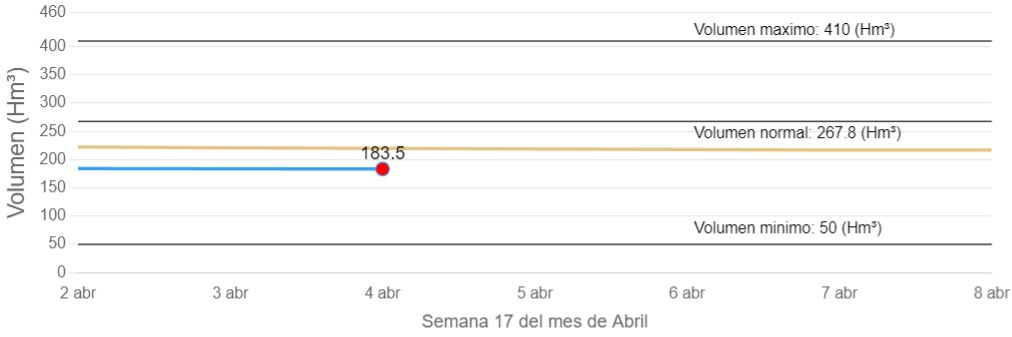 Volumen (Hm³)
460
400
350
300
250
200
150
100
50
0
Volumen maximo: 410 (Hm³)
Volumen normal: 267.8 (Hm³)
183.5
Volumen minimo: 50 (Hm³)
2 abr 3 abr 4 abr 5 abr 6 abr 7 abr 8 abr
Semana 17 del mes de Abril